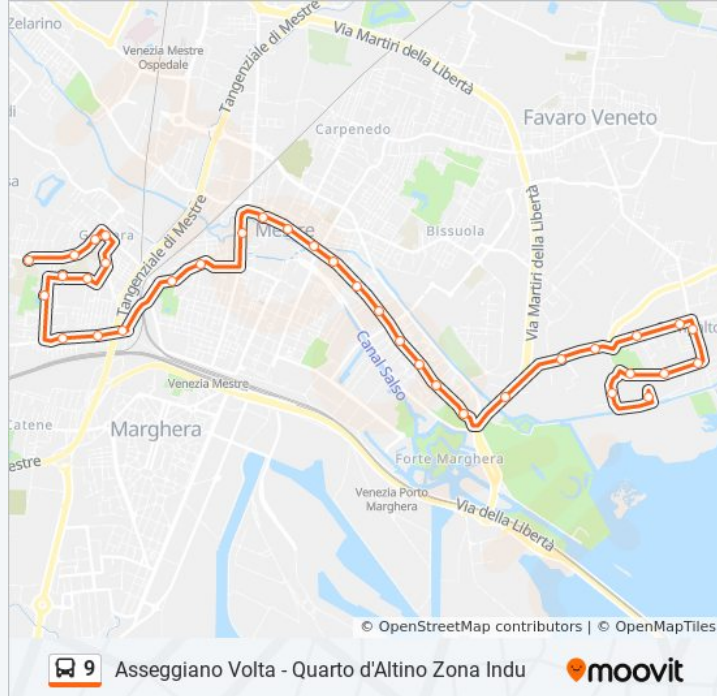 Zelarino
Venezia Mestre
Ospedale
Tangenziale di Mestre
Via Martiri della Libertà
Carpenedo
Favaro Veneto
Tangenziale di Mestre
Mestre
Bissuola
Via Martiri della Libertà
Canal Salso
Venezia Mestre
Catene
Marghera
Forte Marghera
Venezia Porto
Marghera
Via della Libertà
© OpenStreetMap contributors | © OpenMapTiles
9 Asseggiano Volta - Quarto d'Altino Zona Indu
moovit